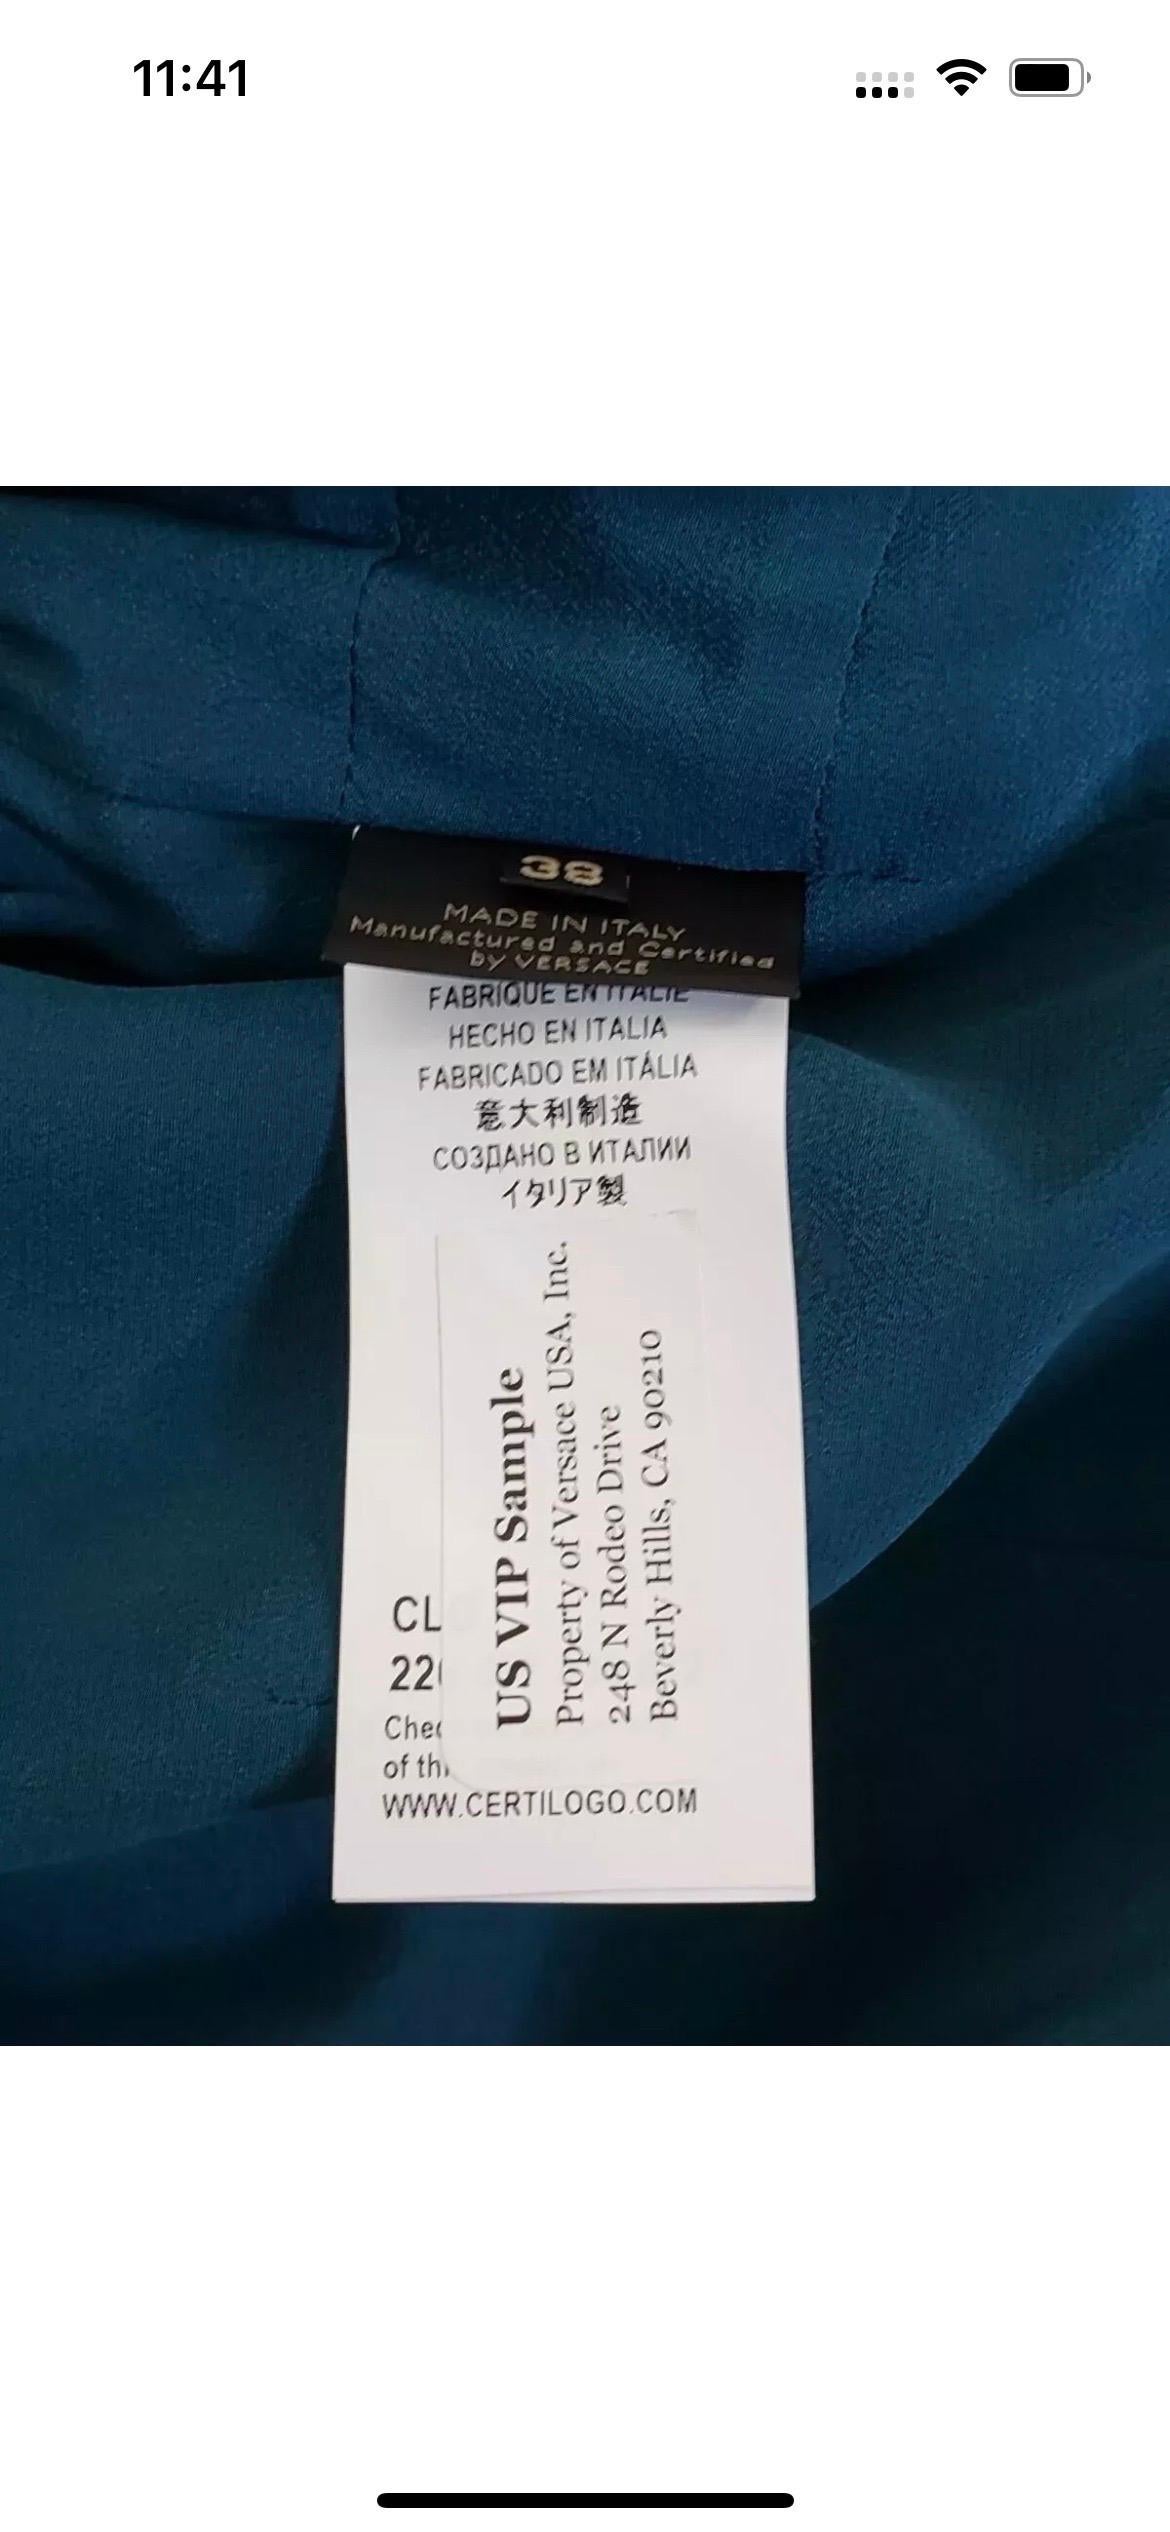 11:41
38
MADE IN ITALY
Manufactured and Certified
by VERSACE
FABRIQUÉ EN ITALIE
HECHO EN ITALIA
FABRICADO EM ITÁLIA
意大利制造
СОЗДАНО В ИТАЛИИ
イタリア製
US VIP Sample
Property of Versace USA, Inc.
248 N Rodeo Drive
Beverly Hills, CA 90210
CL
22
of
WWW.CERTILOGO.COM